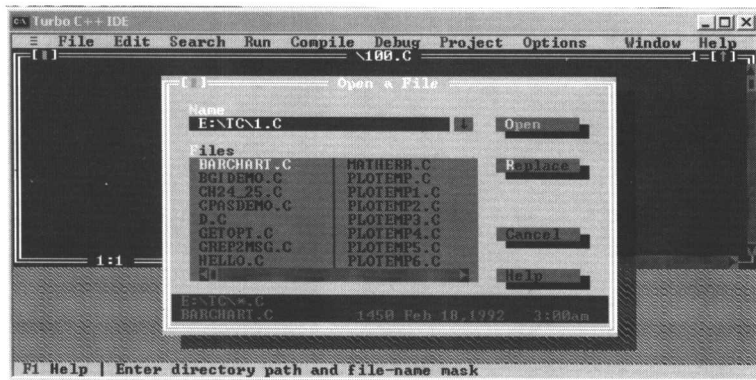 Turbo C++ IDE
≡ File Edit Search Run Compile Debug Project Options Window Help
\100.C 1=[↑]
Open a File
Name
E:\TC\1.C ↓ Open
Files
BARCHART.C MATHERR.C Replace
BGIDEMO.C PLOTEMP.C
CH24_25.C PLOTEMP1.C
CPASDEMO.C PLOTEMP2.C
D.C PLOTEMP3.C
GETOPT.C PLOTEMP4.C Cancel
GREP2MSG.C PLOTEMP5.C
HELLO.C PLOTEMP6.C
1:1
Help
E:\TC\*.C
BARCHART.C 1450 Feb 18,1992 3:00am
F1 Help | Enter directory path and file-name mask